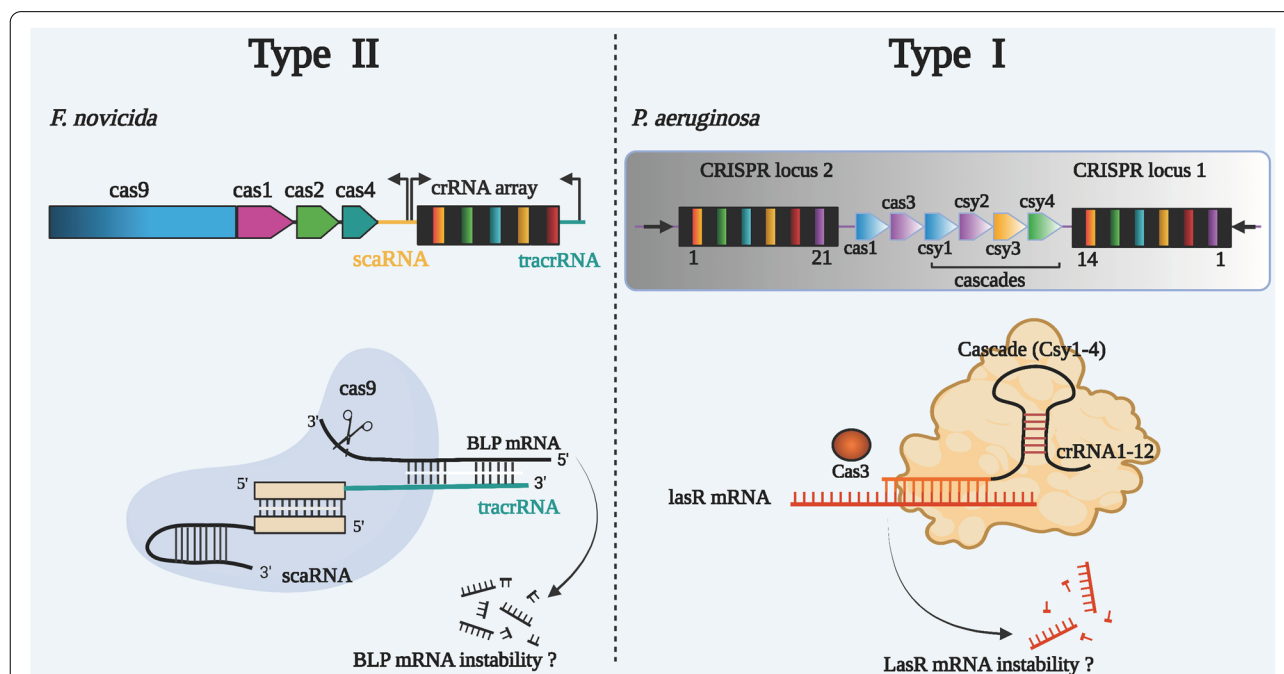 Type II
F. novicida
cas9
cas1
cas2
cas4
crRNA array
scaRNA
tracrRNA
cas9
3'
BLP mRNA
5'
5'
3'
tracrRNA
5'
3'
scaRNA
BLP mRNA instability ?
Type I
P. aeruginosa
CRISPR locus 2
CRISPR locus 1
cas3
csy2
csy4
cas1
csy1
csy3
1
21
14
1
cascades
Cascade (Csy1-4)
Cas3
crRNA1-12
lasR mRNA
LasR mRNA instability ?